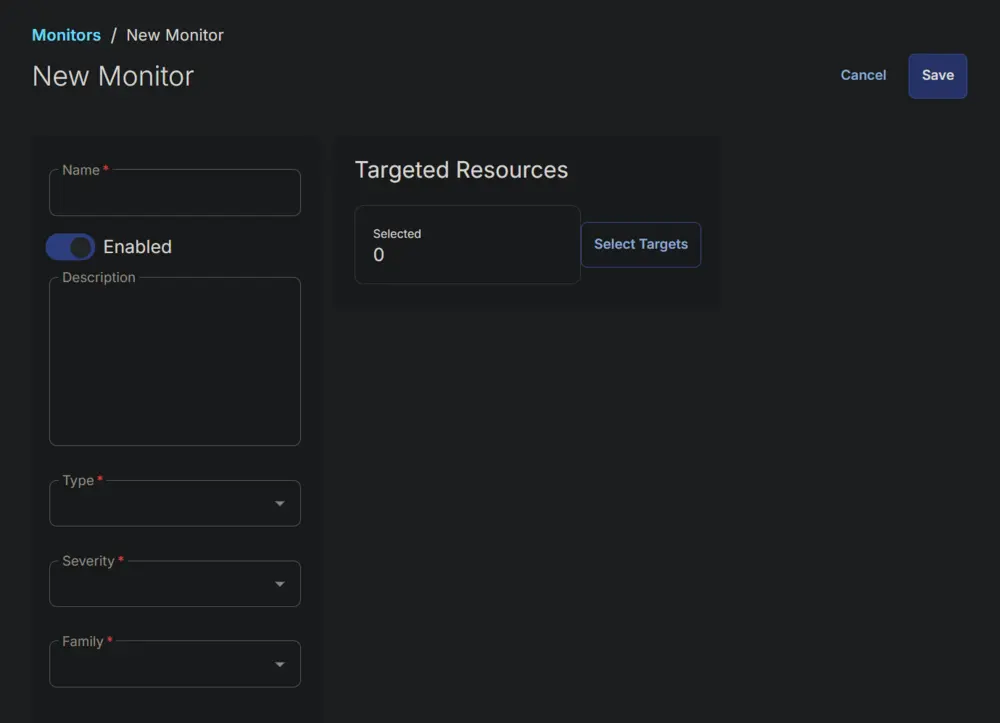 Monitors / New Monitor
New Monitor
Cancel
Save
Name *
Enabled
Description
Type *
Severity *
Family *
Targeted Resources
Selected
0
Select Targets